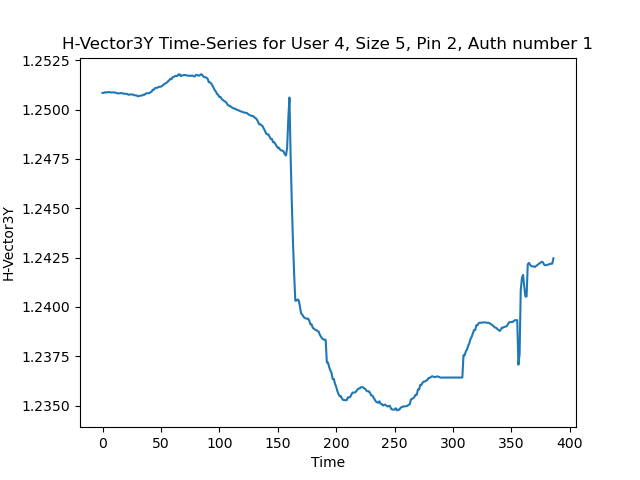 H-Vector3Y Time-Series for User 4, Size 5, Pin 2, Auth number 1
1.2525
1.2500
1.2475
1.2450
1.2425
1.2400
1.2375
1.2350
H-Vector3Y
0 50 100 150 200 250 300 350 400
Time